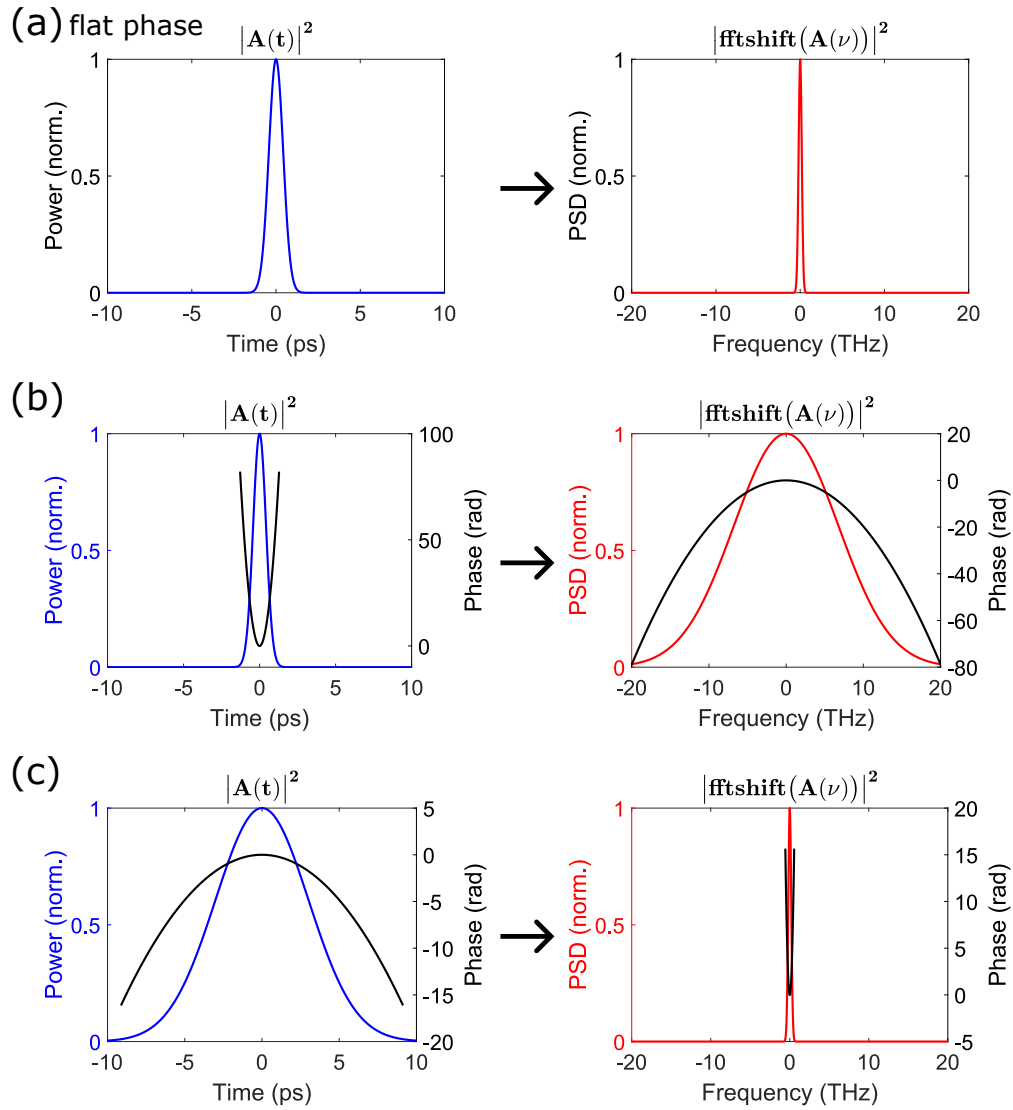 (a) flat phase
|A(t)|²
|fftshift(A(ν))|²
Power (norm.)
1
0.5
0
-10 -5 0 5 10
Time (ps)
PSD (norm.)
1
0.5
0
-20 -10 0 10 20
Frequency (THz)
(b)
|A(t)|²
|fftshift(A(ν))|²
Power (norm.)
1
0.5
0
-10 -5 0 5 10
Time (ps)
100
50
0
Phase (rad)
PSD (norm.)
1
0.5
0
-20 -10 0 10 20
Frequency (THz)
20
0
-20
-40
-60
-80
Phase (rad)
(c)
|A(t)|²
|fftshift(A(ν))|²
Power (norm.)
1
0.5
0
-10 -5 0 5 10
Time (ps)
5
0
-5
-10
-15
-20
Phase (rad)
PSD (norm.)
1
0.5
0
-20 -10 0 10 20
Frequency (THz)
20
15
10
5
0
-5
Phase (rad)